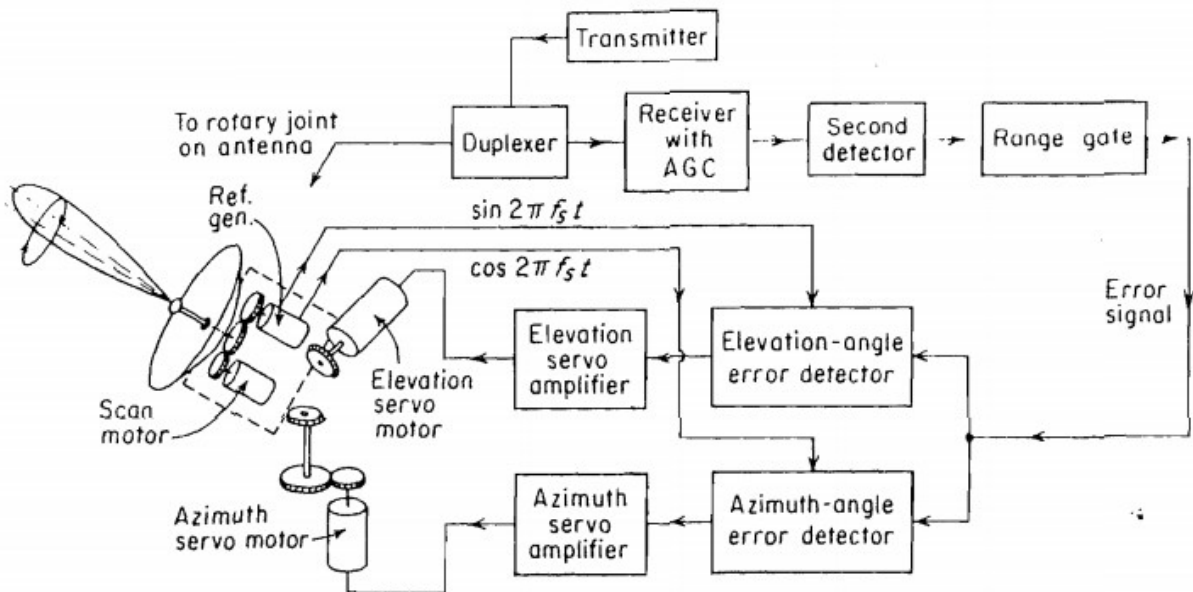 Transmitter
To rotary joint
on antenna
Duplexer
Receiver
with
AGC
Second
detector
Range gate
Ref.
gen.
sin 2π fₛ t
cos 2π fₛ t
Error
signal
Elevation
servo
amplifier
Elevation-angle
error detector
Elevation
servo
motor
Scan
motor
Azimuth
servo motor
Azimuth
servo
amplifier
Azimuth-angle
error detector